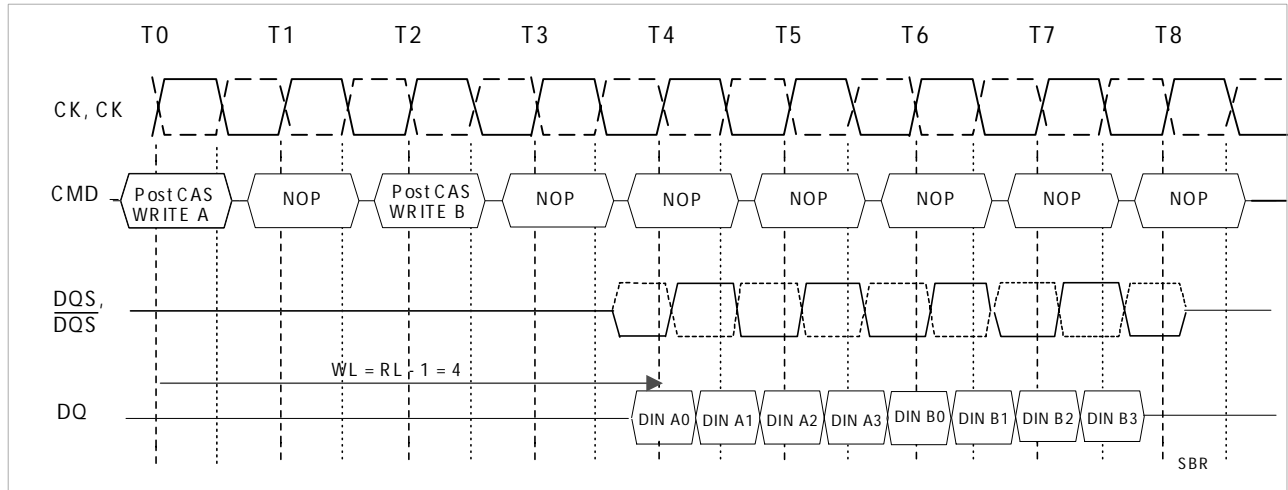 T0 T1 T2 T3 T4 T5 T6 T7 T8
CK, CK
CMD
Post CAS
WRITE A
NOP
Post CAS
WRITE B
NOP NOP NOP NOP NOP NOP
DQS,
DQS
WL = RL - 1 = 4
DQ
DIN A0 DIN A1 DIN A2 DIN A3 DIN B0 DIN B1 DIN B2 DIN B3
SBR